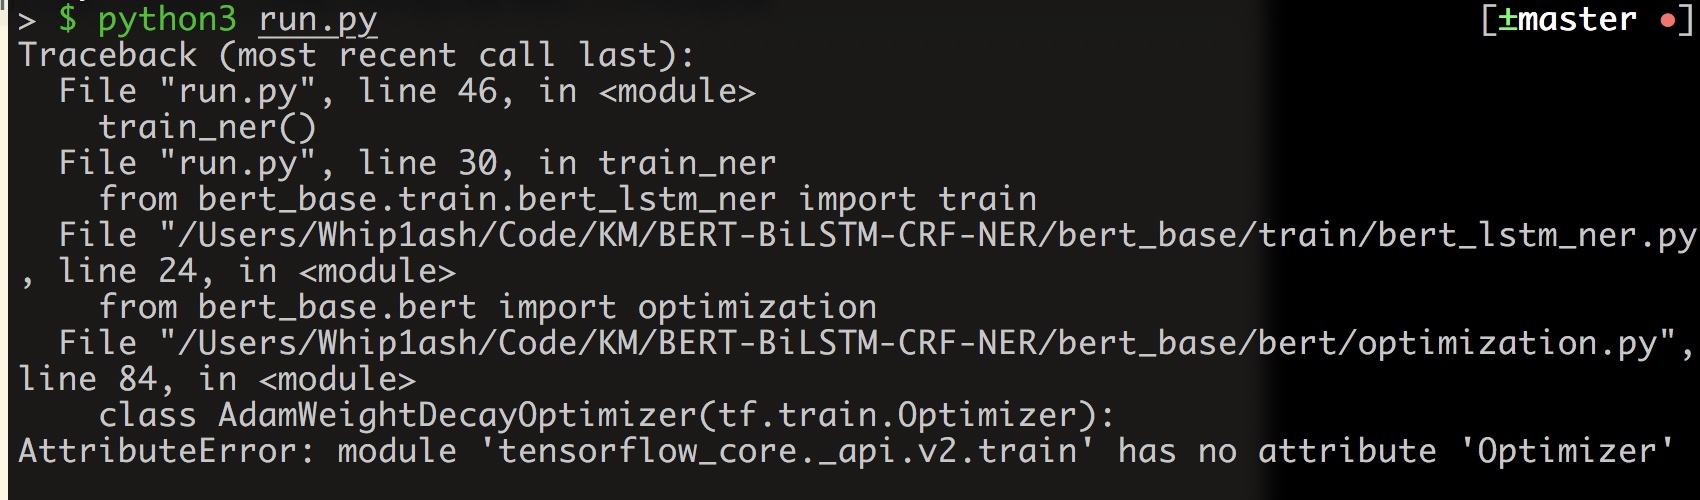 > $ python3 run.py [±master •]
Traceback (most recent call last):
  File "run.py", line 46, in <module>
    train_ner()
  File "run.py", line 30, in train_ner
    from bert_base.train.bert_lstm_ner import train
  File "/Users/Whip1ash/Code/KM/BERT-BiLSTM-CRF-NER/bert_base/train/bert_lstm_ner.py
, line 24, in <module>
    from bert_base.bert import optimization
  File "/Users/Whip1ash/Code/KM/BERT-BiLSTM-CRF-NER/bert_base/bert/optimization.py",
line 84, in <module>
    class AdamWeightDecayOptimizer(tf.train.Optimizer):
AttributeError: module 'tensorflow_core._api.v2.train' has no attribute 'Optimizer'